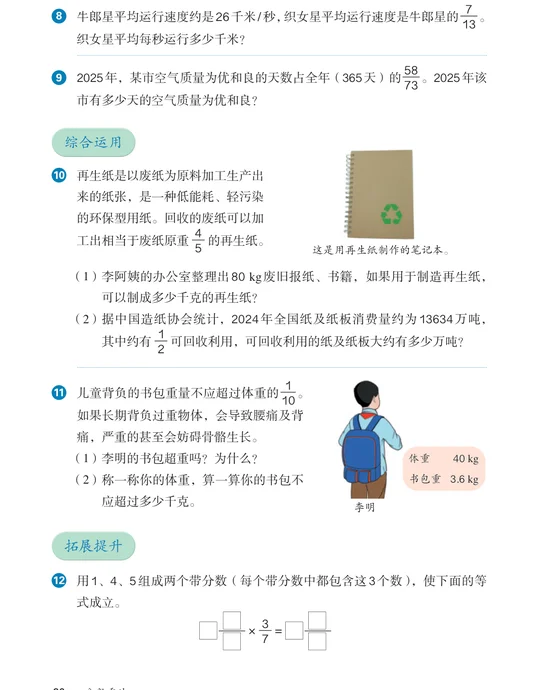 8 牛郎星平均运行速度约是26千米/秒，织女星平均运行速度是牛郎星的7/13。
织女星平均每秒运行多少千米？
9 2025年，某市空气质量为优和良的天数占全年（365天）的58/73。2025年该
市有多少天的空气质量为优和良？
综合运用
10 再生纸是以废纸为原料加工生产出
来的纸张，是一种低能耗、轻污染
的环保型用纸。回收的废纸可以加
工出相当于废纸原重4/5的再生纸。
这是用再生纸制作的笔记本。
（1）李阿姨的办公室整理出80 kg废旧报纸、书籍，如果用于制造再生纸，
可以制成多少千克的再生纸？
（2）据中国造纸协会统计，2024年全国纸及纸板消费量约为13634万吨，
其中约有1/2可回收利用，可回收利用的纸及纸板大约有多少万吨？
11 儿童背负的书包重量不应超过体重的1/10。
如果长期背负过重物体，会导致腰痛及背
痛，严重的甚至会妨碍骨骼生长。
（1）李明的书包超重吗？为什么？
（2）称一称你的体重，算一算你的书包不
应超过多少千克。
体重 40 kg
书包重 3.6 kg
李明
拓展提升
12 用1、4、5组成两个带分数（每个带分数中都包含这3个数），使下面的等
式成立。
□□/□ × 3/7 = □□/□